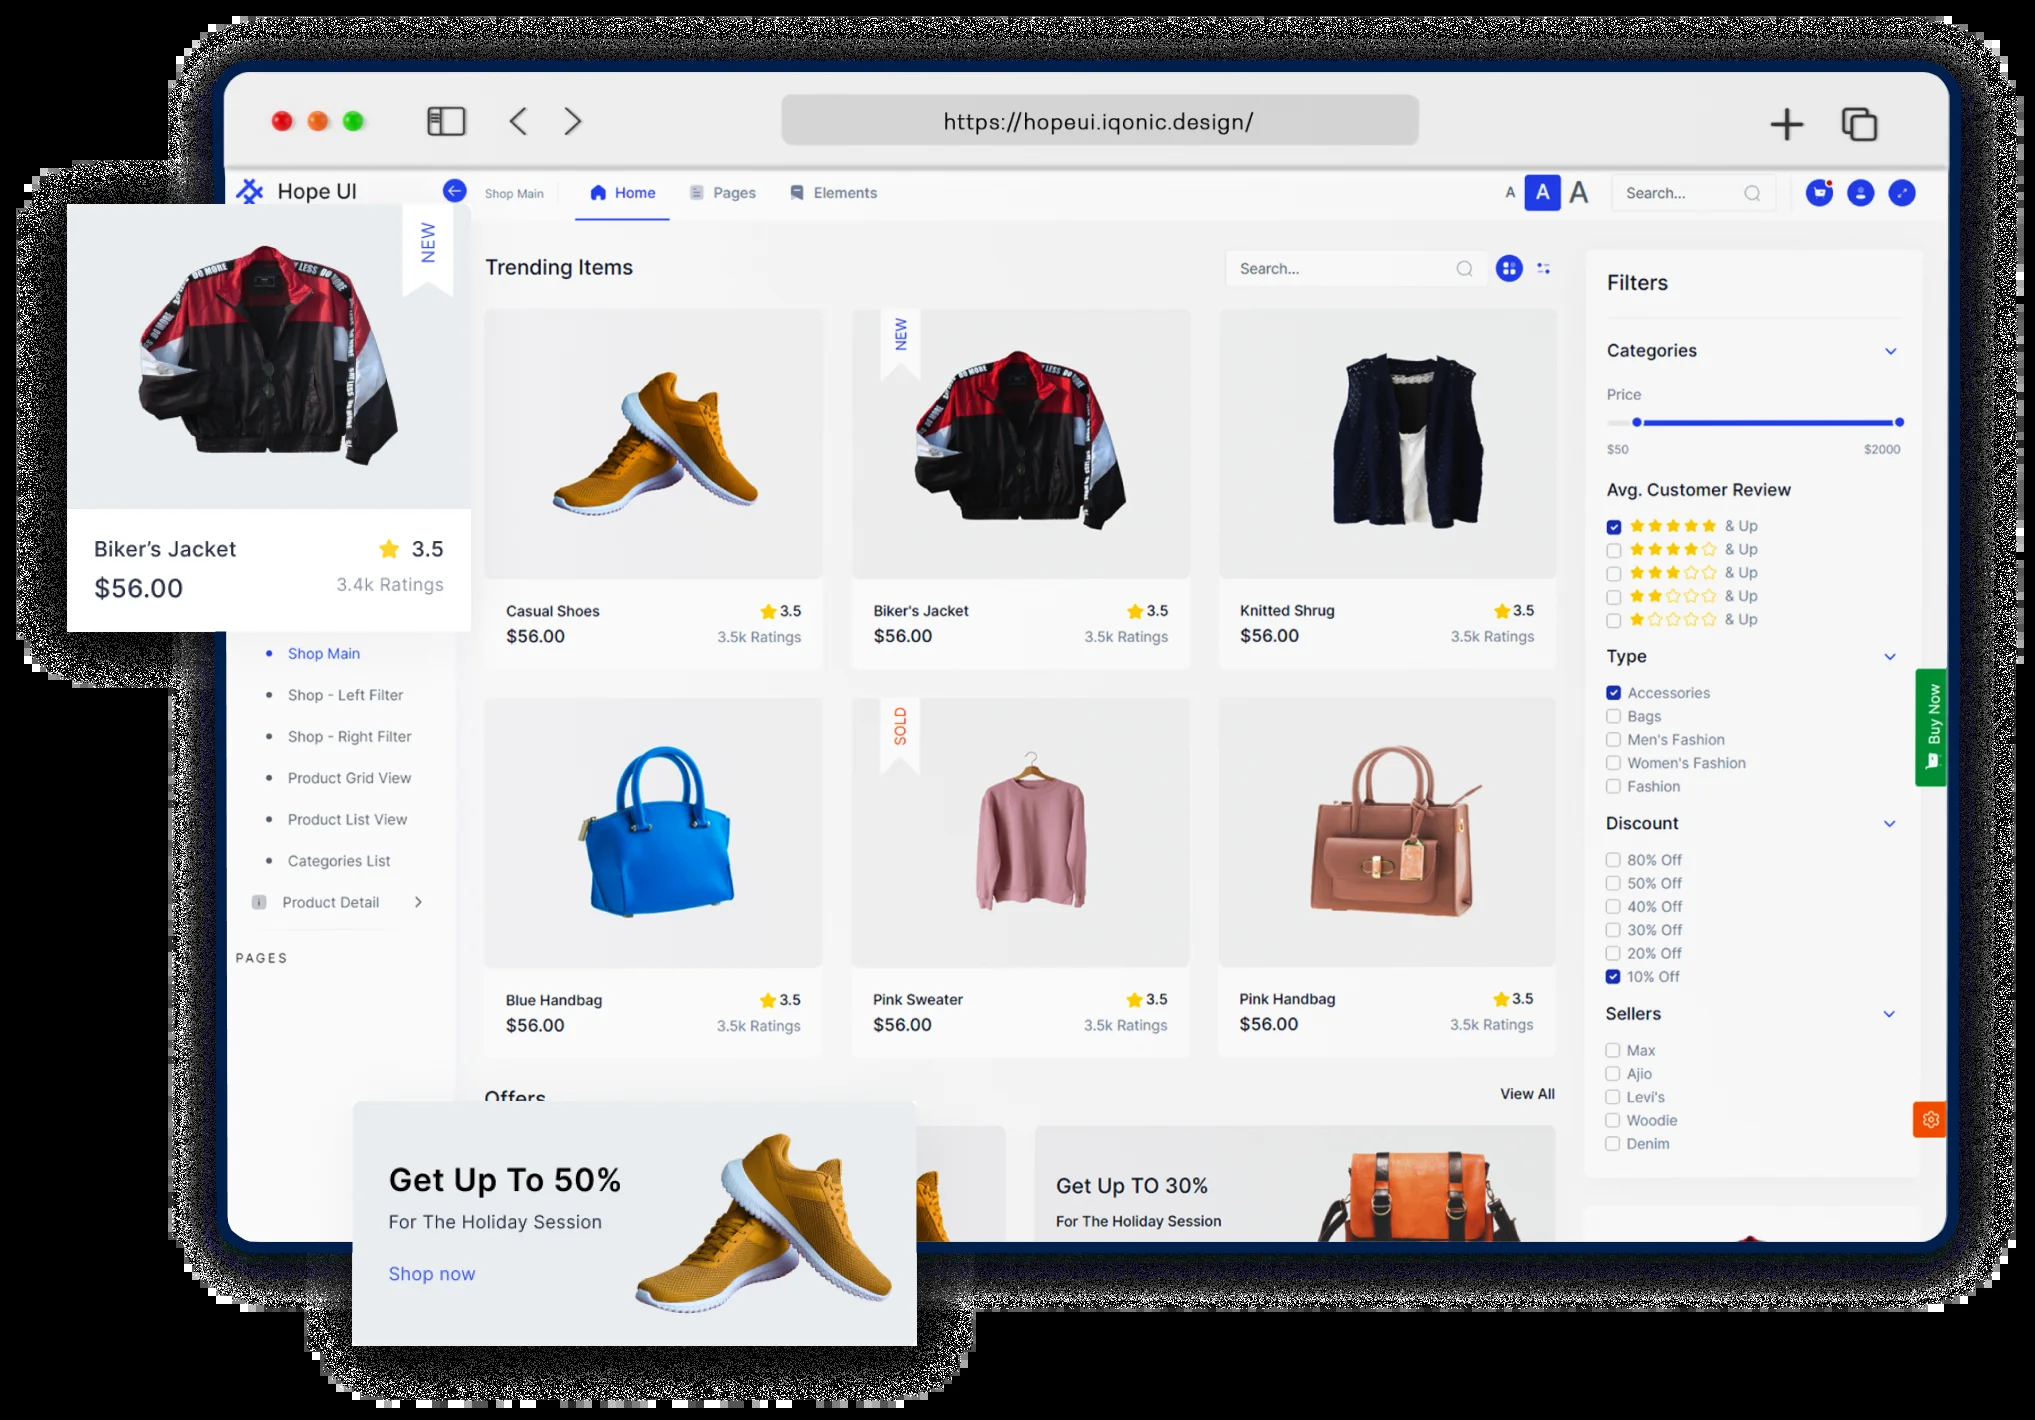 https://hopeui.iqonic.design/
Hope UI
Shop Main
Home
Pages
Elements
A A A
Search...
NEW
Biker’s Jacket
3.5
$56.00
3.4k Ratings
Shop Main
Shop - Left Filter
Shop - Right Filter
Product Grid View
Product List View
Categories List
Product Detail
PAGES
Trending Items
Search...
Casual Shoes
3.5
$56.00
3.5k Ratings
NEW
Biker's Jacket
3.5
$56.00
3.5k Ratings
Knitted Shrug
3.5
$56.00
3.5k Ratings
Blue Handbag
3.5
$56.00
3.5k Ratings
SOLD
Pink Sweater
3.5
$56.00
3.5k Ratings
Pink Handbag
3.5
$56.00
3.5k Ratings
Offers
View All
Get Up To 50%
For The Holiday Session
Shop now
Get Up TO 30%
For The Holiday Session
Filters
Categories
Price
$50
$2000
Avg. Customer Review
& Up
& Up
& Up
& Up
& Up
Type
Accessories
Bags
Men's Fashion
Women's Fashion
Fashion
Discount
80% Off
50% Off
40% Off
30% Off
20% Off
10% Off
Sellers
Max
Ajio
Levi's
Woodie
Denim
Buy Now